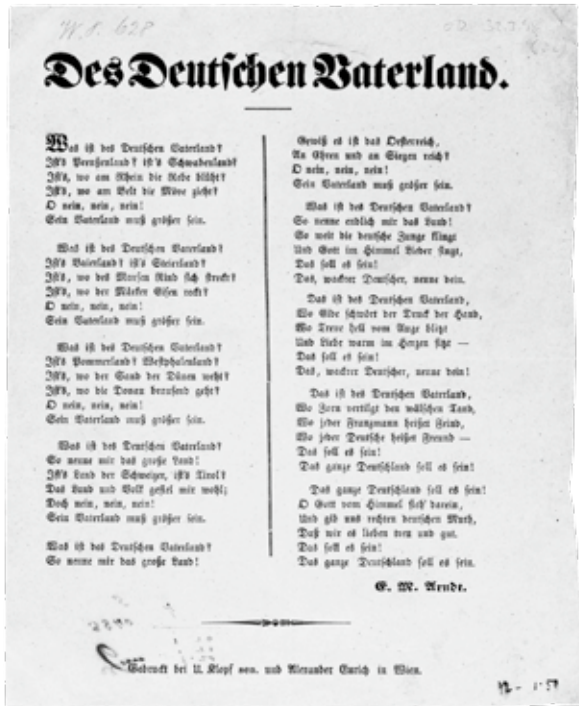 W. S. 628
Des Deutschen Vaterland.
Was ist des Deutschen Vaterland?
Ist's Preußenland? ist's Schwabenland?
Ist's, wo am Rhein die Rebe blüht?
Ist's, wo am Belt die Möve zieht?
O nein, nein, nein!
Sein Vaterland muß größer sein.
Was ist des Deutschen Vaterland?
Ist's Baierland? ist's Steierland?
Ist's, wo des Marsen Rind sich streckt?
Ist's, wo der Märker Eisen reckt?
O nein, nein, nein!
Sein Vaterland muß größer sein.
Was ist des Deutschen Vaterland?
Ist's Pommerland? Westphalenland?
Ist's, wo der Sand der Dünen weht?
Ist's, wo die Donau brausend geht?
O nein, nein, nein!
Sein Vaterland muß größer sein.
Was ist des Deutschen Vaterland?
So nenne mir das große Land!
Ist's Land der Schweizer, ist's Tirol?
Das Land und Volk gefiel mir wohl;
Doch nein, nein, nein!
Sein Vaterland muß größer sein.
Was ist das Deutschen Vaterland?
So nenne mir das große Land!
Gewiß es ist das Oesterreich,
An Ehren und an Siegen reich?
O nein, nein, nein!
Sein Vaterland muß größer sein.
Was ist des Deutschen Vaterland?
So nenne endlich mir das Land!
So weit die deutsche Zunge klingt
Und Gott im Himmel Lieder singt,
Das soll es sein!
Das, wackrer Deutscher, nenne dein.
Das ist des Deutschen Vaterland,
Wo Eide schwört der Druck der Hand,
Wo Treue hell vom Auge blitzt
Und Liebe warm im Herzen sitzt —
Das soll es sein!
Das, wackrer Deutscher, nenne dein!
Das ist des Deutschen Vaterland,
Wo Zorn vertilgt den wälschen Tand,
Wo jeder Franzmann heißet Feind,
Wo jeder Deutsche heißet Freund —
Das soll es sein!
Das ganze Deutschland soll es sein!
Das ganze Deutschland soll es sein!
O Gott vom Himmel sieh' darein,
Und gib uns rechten deutschen Muth,
Daß wir es lieben treu und gut.
Das soll es sein!
Das ganze Deutschland soll es sein.
E. M. Arndt.
Gedruckt bei U. Klopf sen. und Alexander Eurich in Wien.